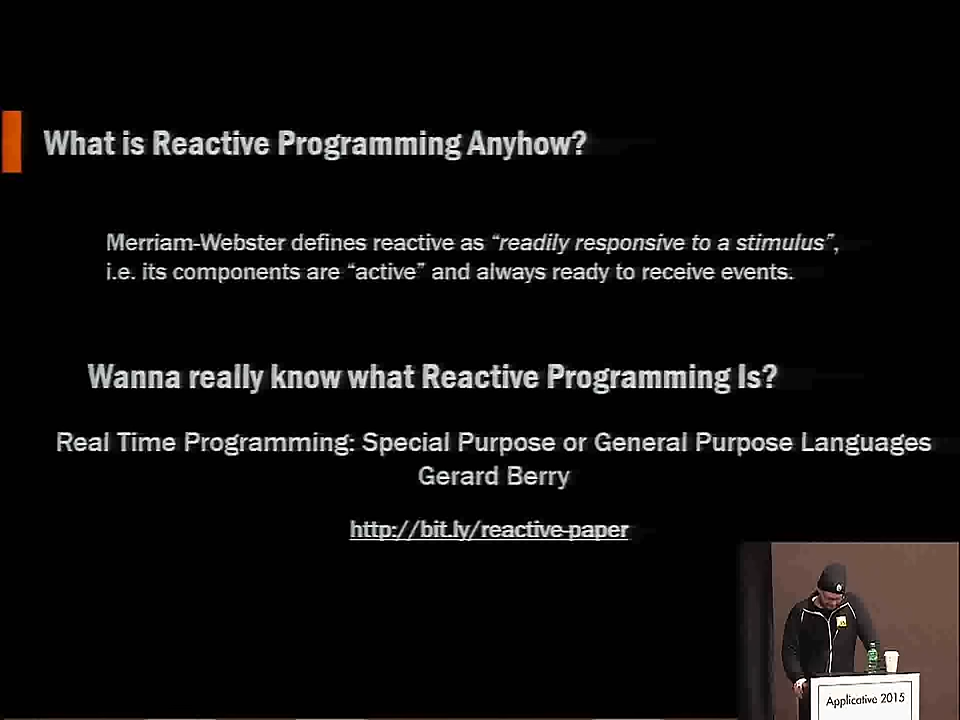 What is Reactive Programming Anyhow?
Merriam-Webster defines reactive as “readily responsive to a stimulus”,
i.e. its components are “active” and always ready to receive events.
Wanna really know what Reactive Programming Is?
Real Time Programming: Special Purpose or General Purpose Languages
Gerard Berry
http://bit.ly/reactive-paper
Applicative 2015